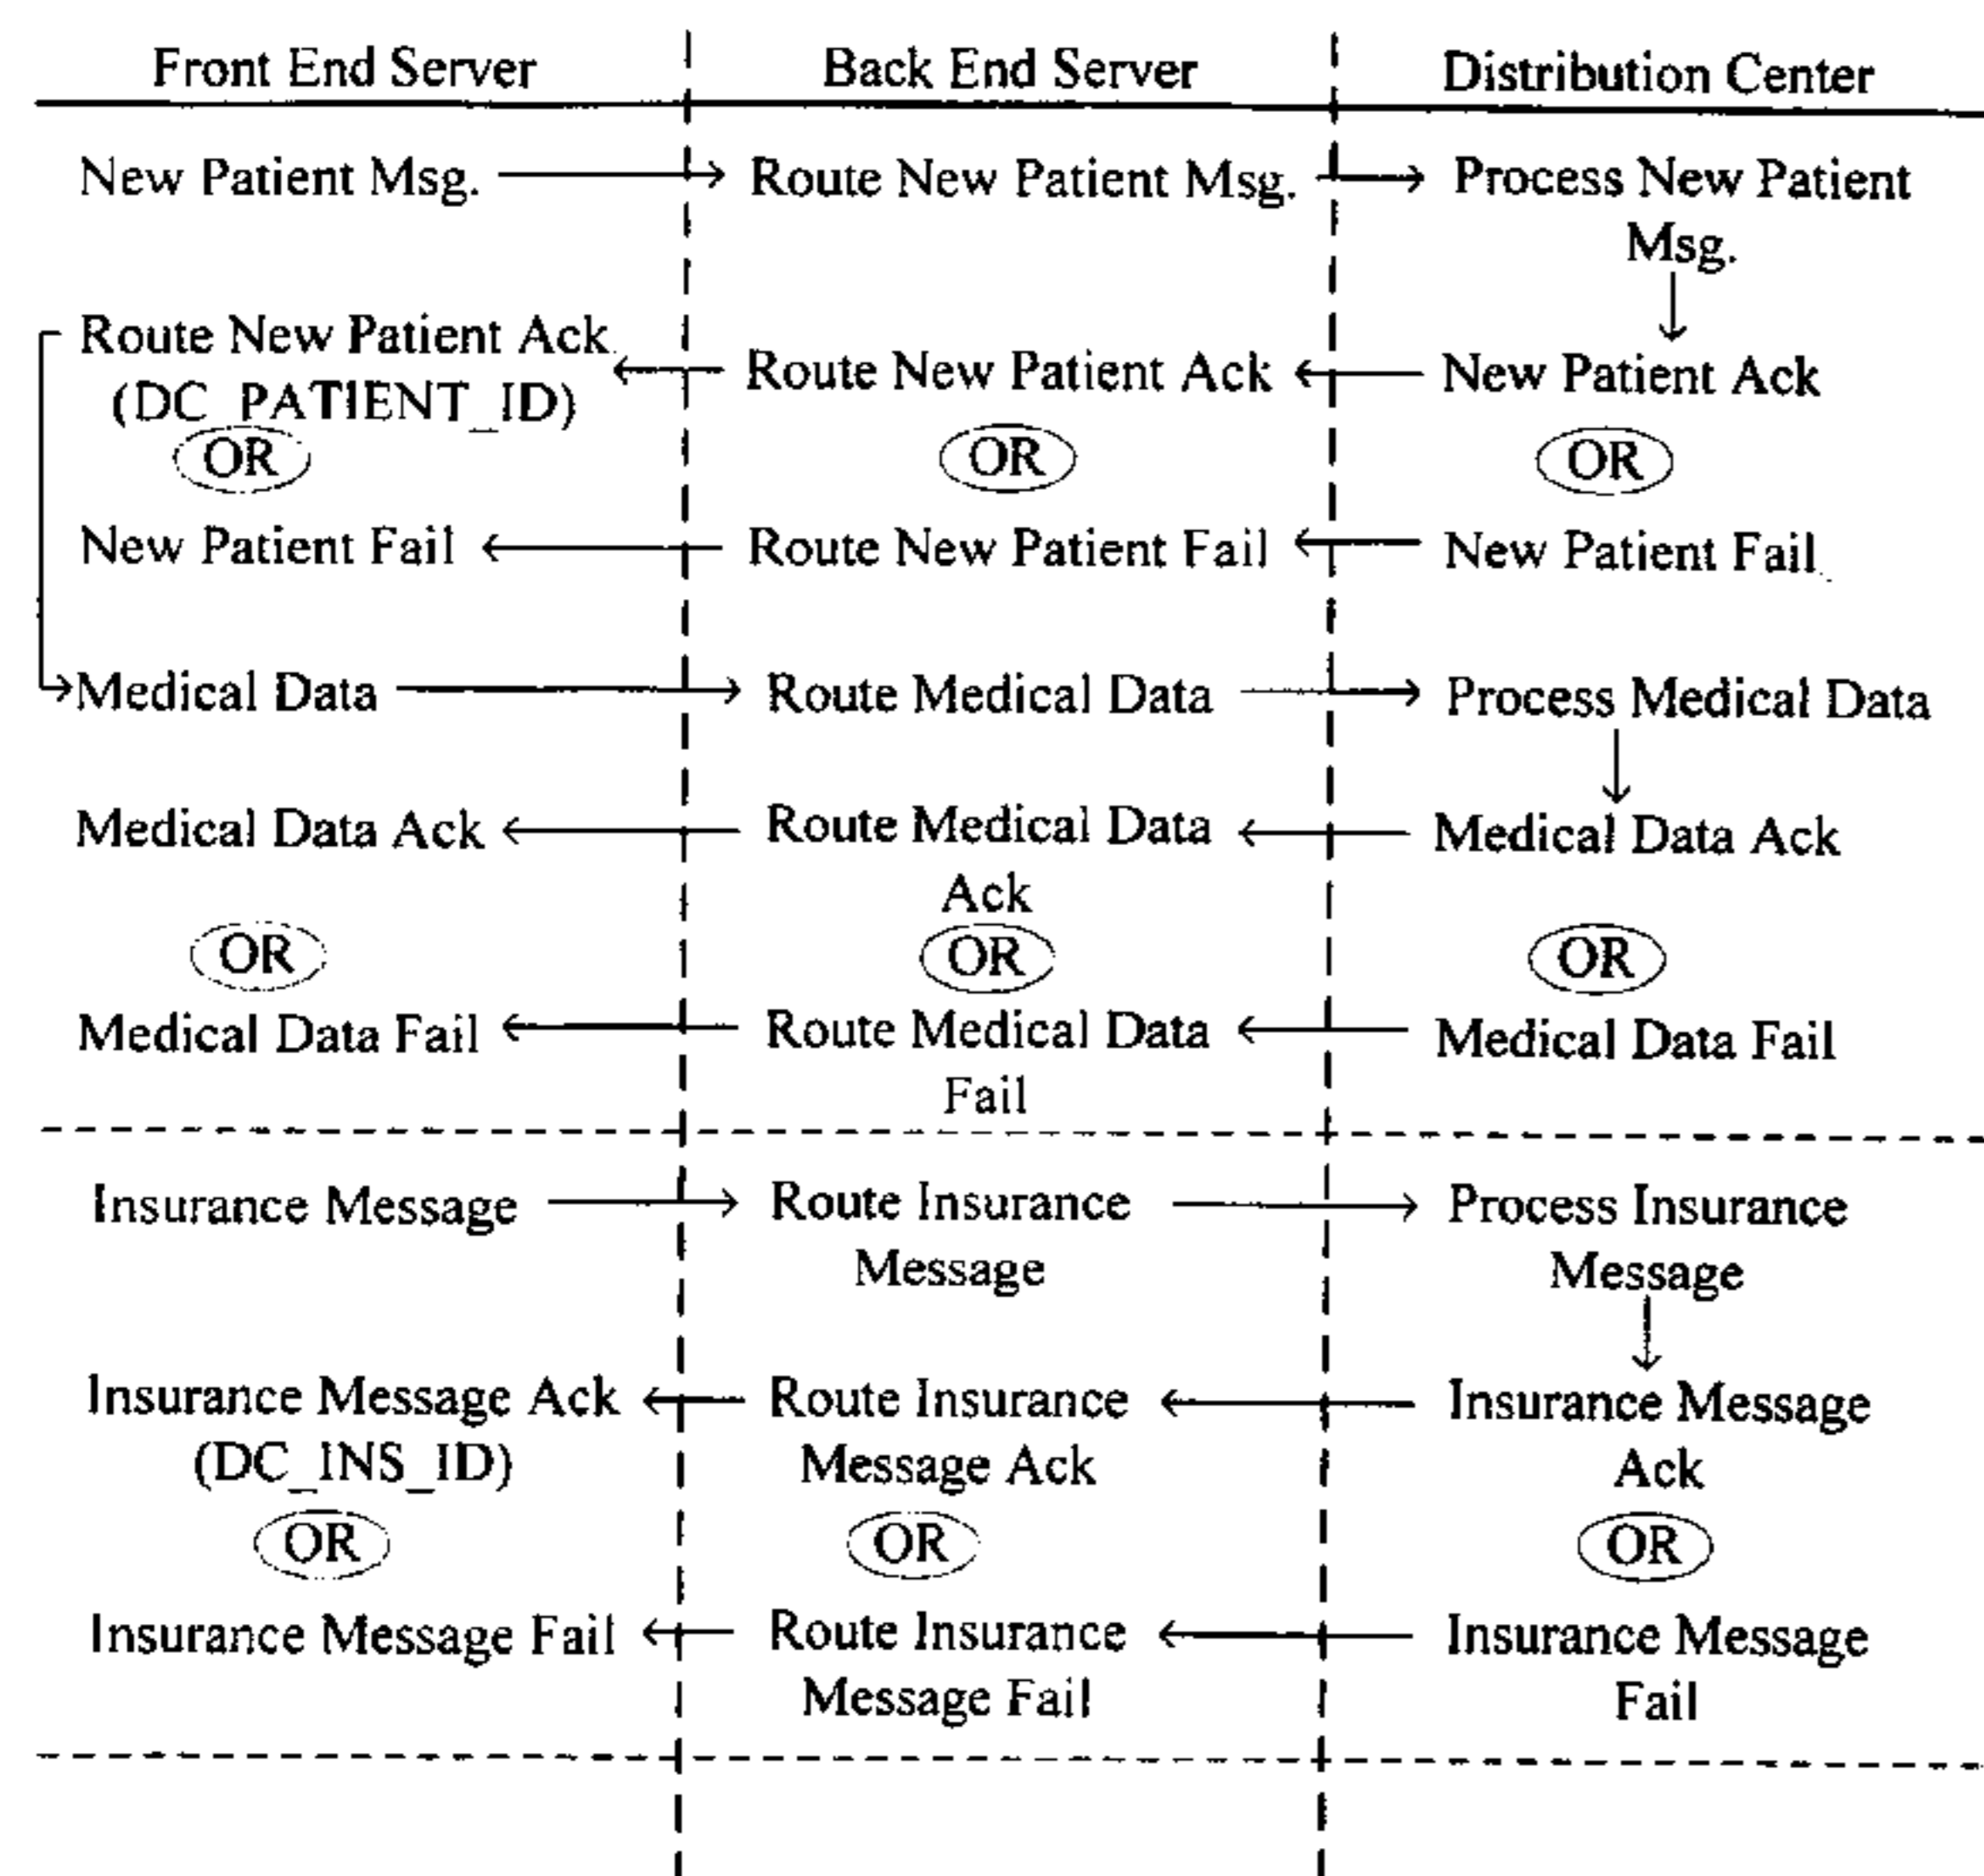 Front End Server
Back End Server
Distribution Center
New Patient Msg.
Route New Patient Msg.
Process New Patient
Msg.
Route New Patient Ack
(DC_PATIENT_ID)
Route New Patient Ack
New Patient Ack
OR
OR
OR
New Patient Fail
Route New Patient Fail
New Patient Fail
Medical Data
Route Medical Data
Process Medical Data
Medical Data Ack
Route Medical Data
Ack
Medical Data Ack
OR
OR
OR
Medical Data Fail
Route Medical Data
Fail
Medical Data Fail
Insurance Message
Route Insurance
Message
Process Insurance
Message
Insurance Message Ack
(DC_INS_ID)
Route Insurance
Message Ack
Insurance Message
Ack
OR
OR
OR
Insurance Message Fail
Route Insurance
Message Fail
Insurance Message
Fail